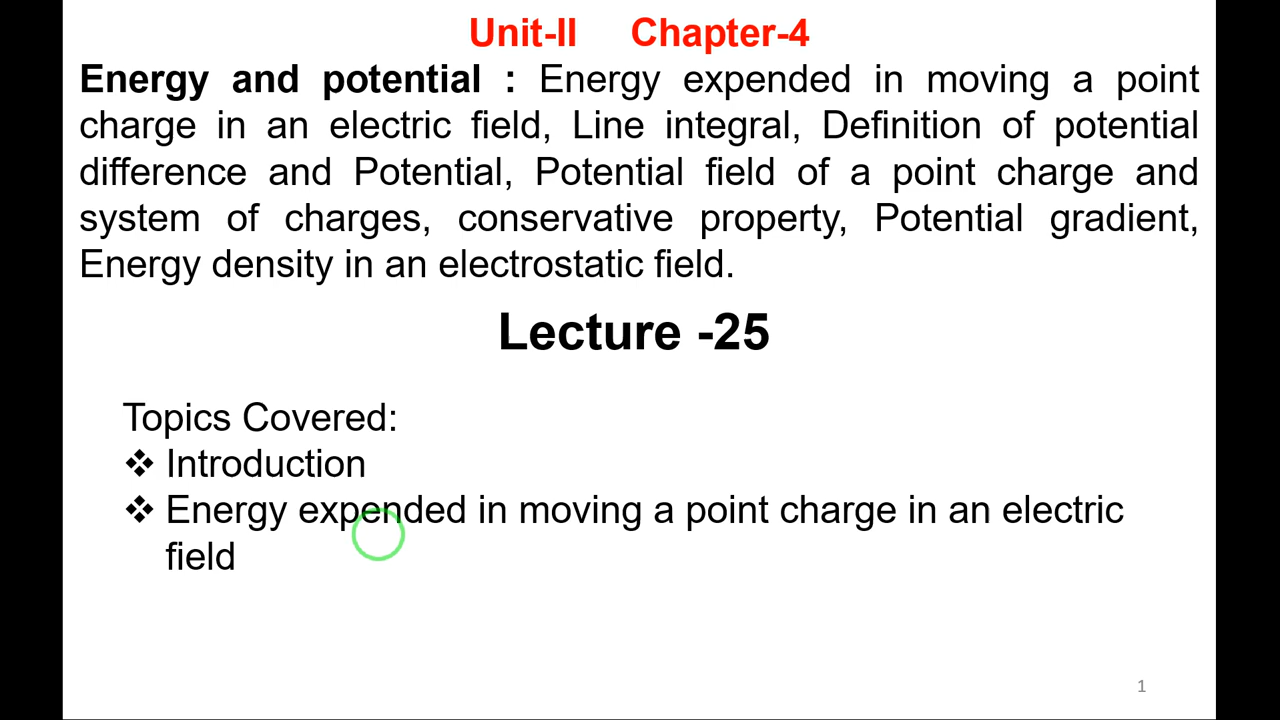 Unit-II Chapter-4
Energy and potential : Energy expended in moving a point
charge in an electric field, Line integral, Definition of potential
difference and Potential, Potential field of a point charge and
system of charges, conservative property, Potential gradient,
Energy density in an electrostatic field.
Lecture -25
Topics Covered:
❖ Introduction
❖ Energy expended in moving a point charge in an electric
field
1